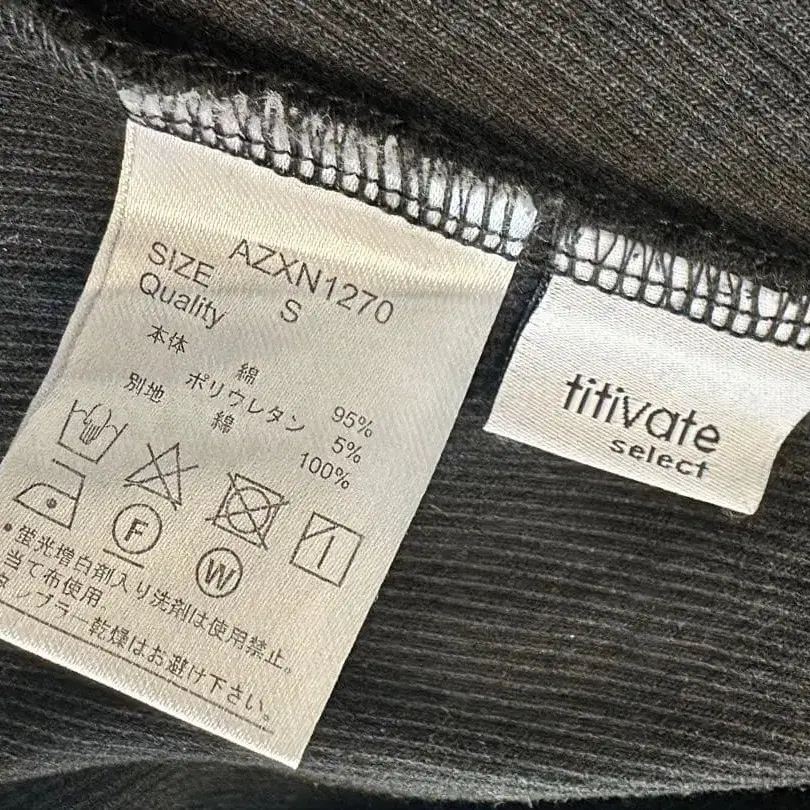 AZXN1270
SIZE S
Quality
本体 綿 95%
ポリウレタン 5%
別地 綿 100%
F
W
・蛍光増白剤入り洗剤は使用禁止。
当て布使用。
タンブラー乾燥はお避け下さい。
titivate
select